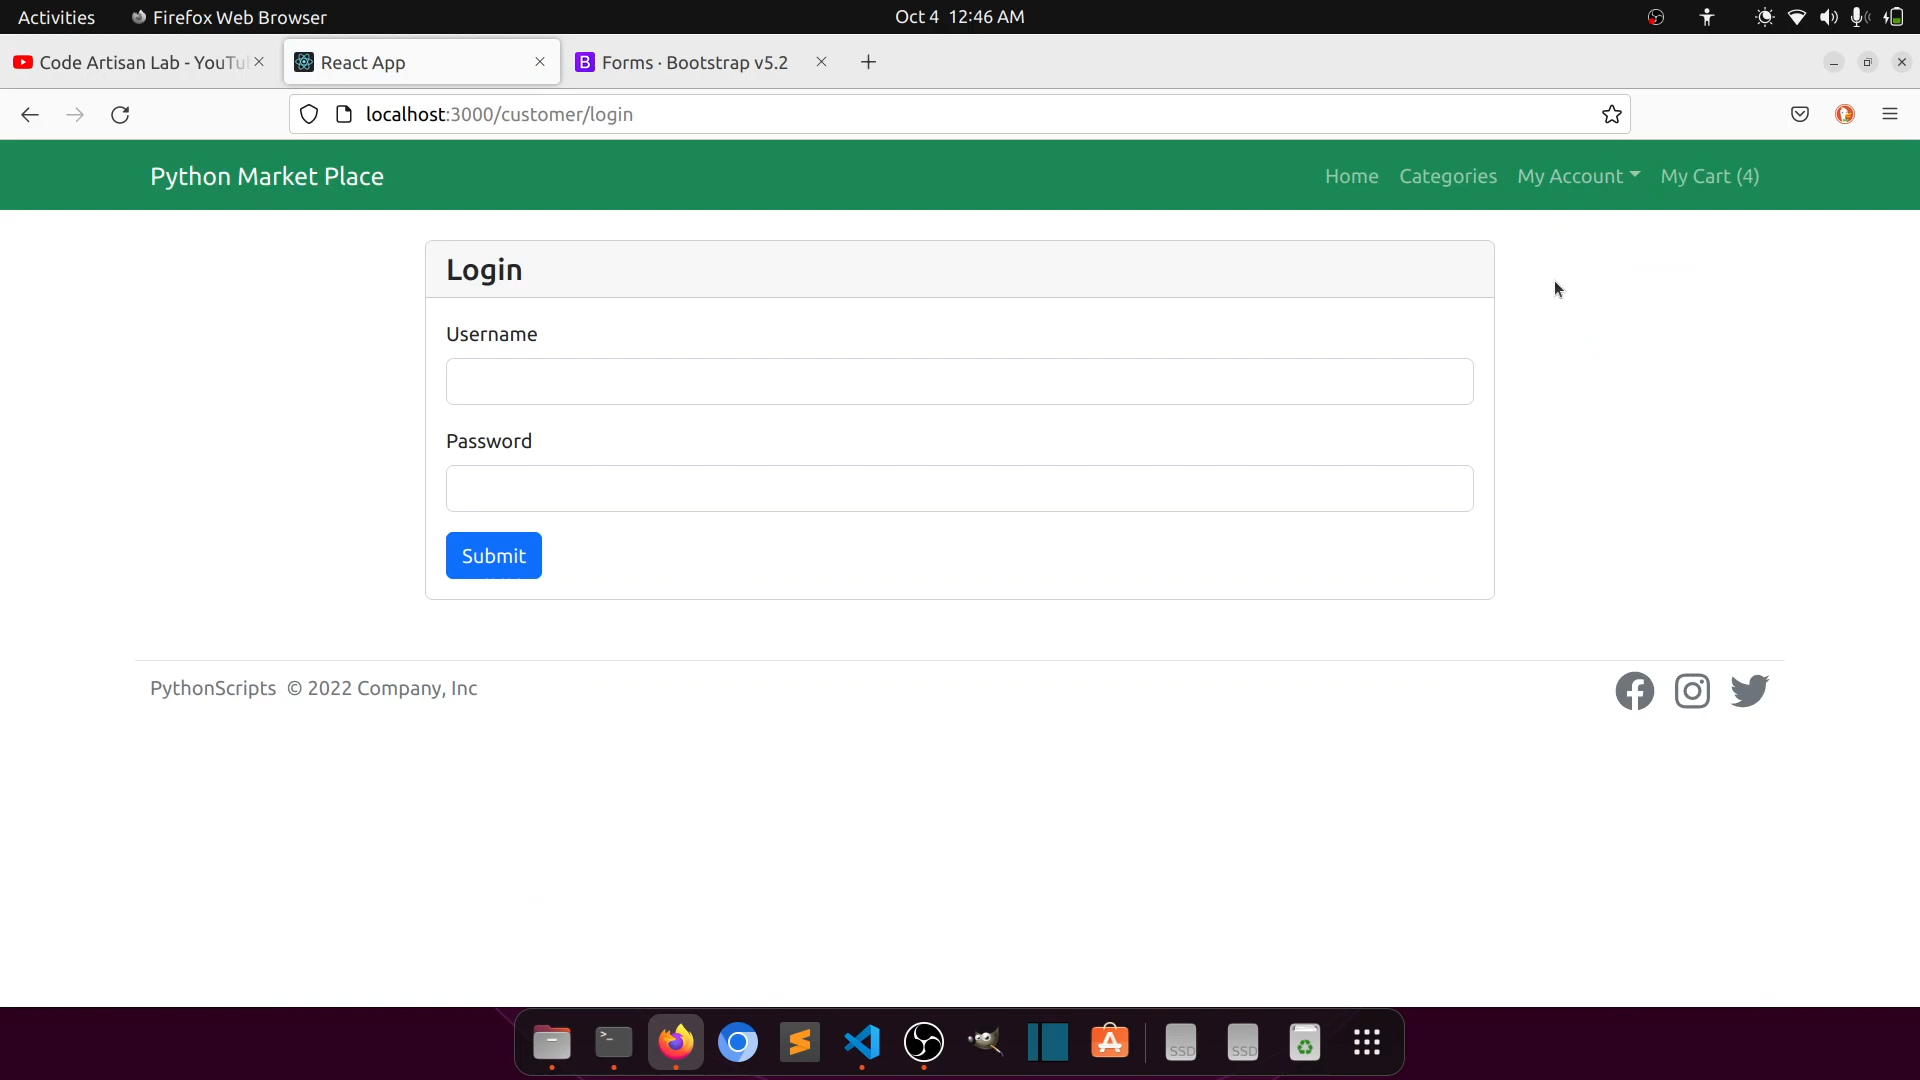 Activities Firefox Web Browser Oct 4 12:46 AM
Code Artisan Lab - YouTu React App Forms · Bootstrap v5.2
localhost:3000/customer/login
Python Market Place Home Categories My Account My Cart (4)
Login
Username
Password
Submit
PythonScripts © 2022 Company, Inc
SSD SSD